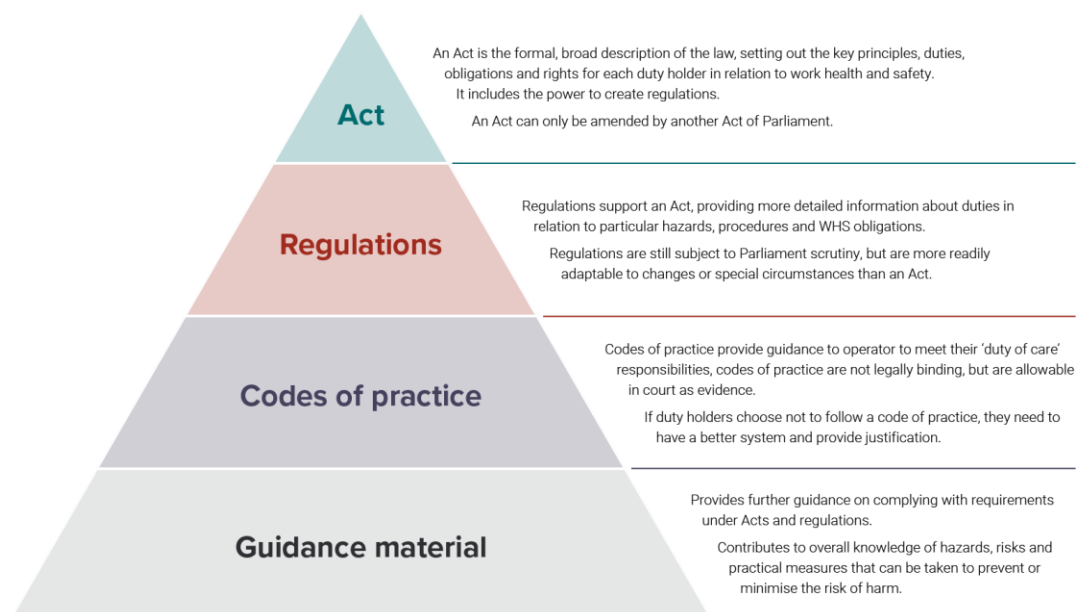 Act
An Act is the formal, broad description of the law, setting out the key principles, duties,
obligations and rights for each duty holder in relation to work health and safety.
It includes the power to create regulations.
An Act can only be amended by another Act of Parliament.
Regulations
Regulations support an Act, providing more detailed information about duties in
relation to particular hazards, procedures and WHS obligations.
Regulations are still subject to Parliament scrutiny, but are more readily
adaptable to changes or special circumstances than an Act.
Codes of practice
Codes of practice provide guidance to operator to meet their ‘duty of care’
responsibilities, codes of practice are not legally binding, but are allowable
in court as evidence.
If duty holders choose not to follow a code of practice, they need to
have a better system and provide justification.
Guidance material
Provides further guidance on complying with requirements
under Acts and regulations.
Contributes to overall knowledge of hazards, risks and
practical measures that can be taken to prevent or
minimise the risk of harm.